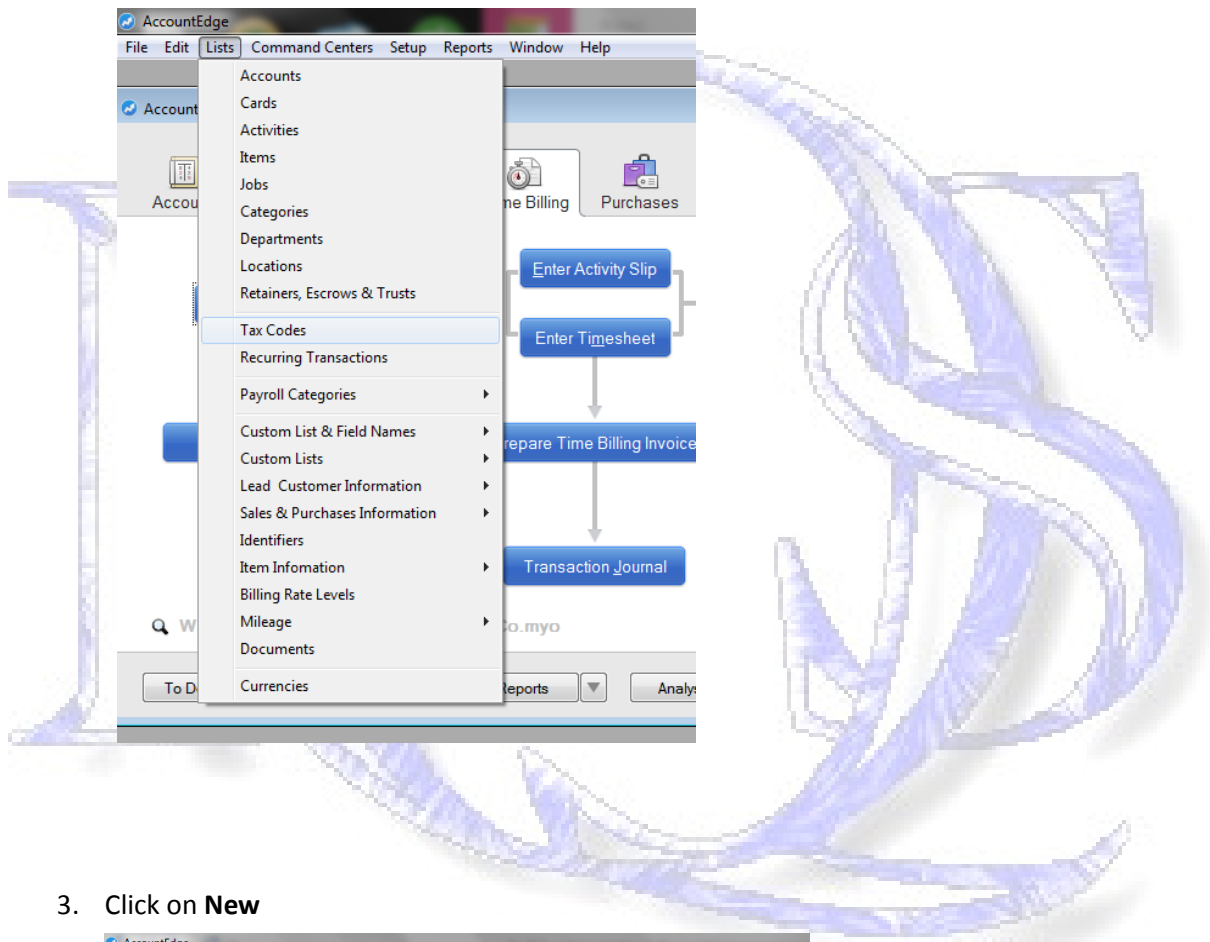 AccountEdge
File Edit Lists Command Centers Setup Reports Window Help
Accounts
Cards
Activities
Items
Jobs
Categories
Departments
Locations
Retainers, Escrows & Trusts
Tax Codes
Recurring Transactions
Payroll Categories
Custom List & Field Names
Custom Lists
Lead Customer Information
Sales & Purchases Information
Identifiers
Item Infomation
Billing Rate Levels
Mileage
Documents
Currencies
Account
Accou
me Billing
Purchases
Enter Activity Slip
Enter Timesheet
repare Time Billing Invoice
Transaction Journal
W
Co.myo
To D
Reports
Analy
3. Click on New
AccountEdge